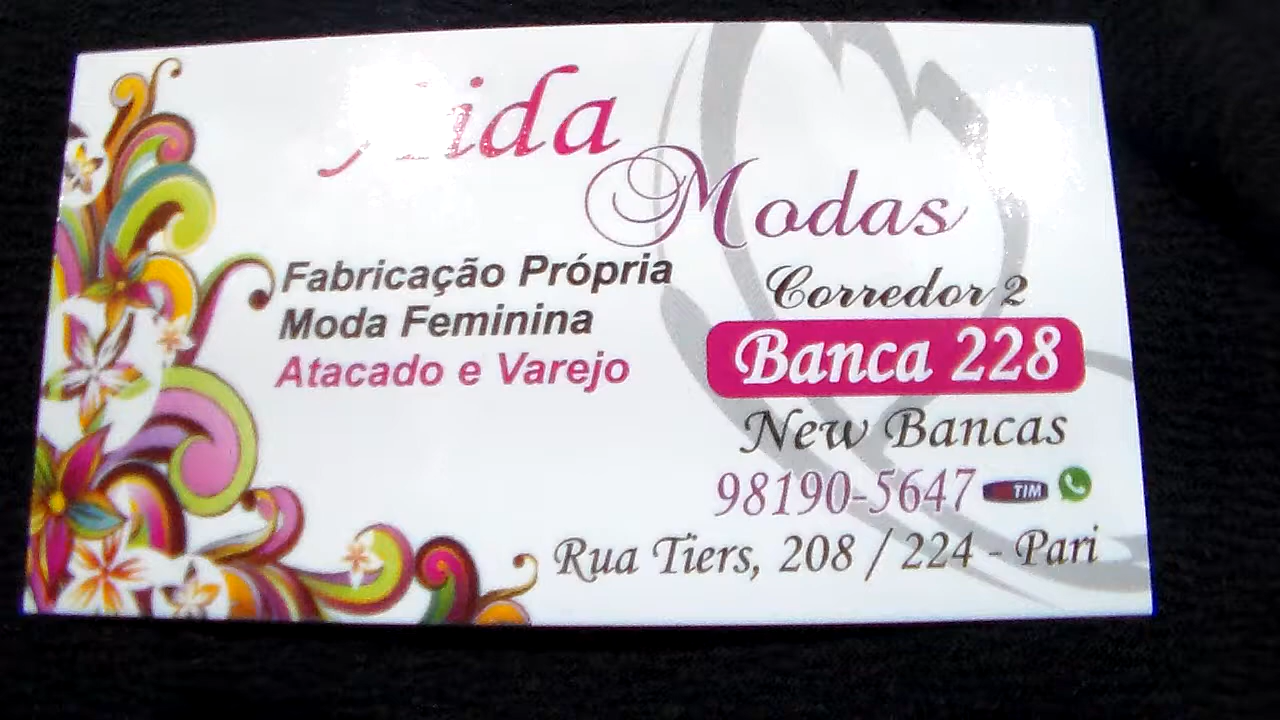 Modas
Fabricação Própria
Moda Feminina
Atacado e Varejo
Corredor 2
Banca 228
New Bancas
98190-5647 TIM
Rua Tiers, 208 / 224 - Pari